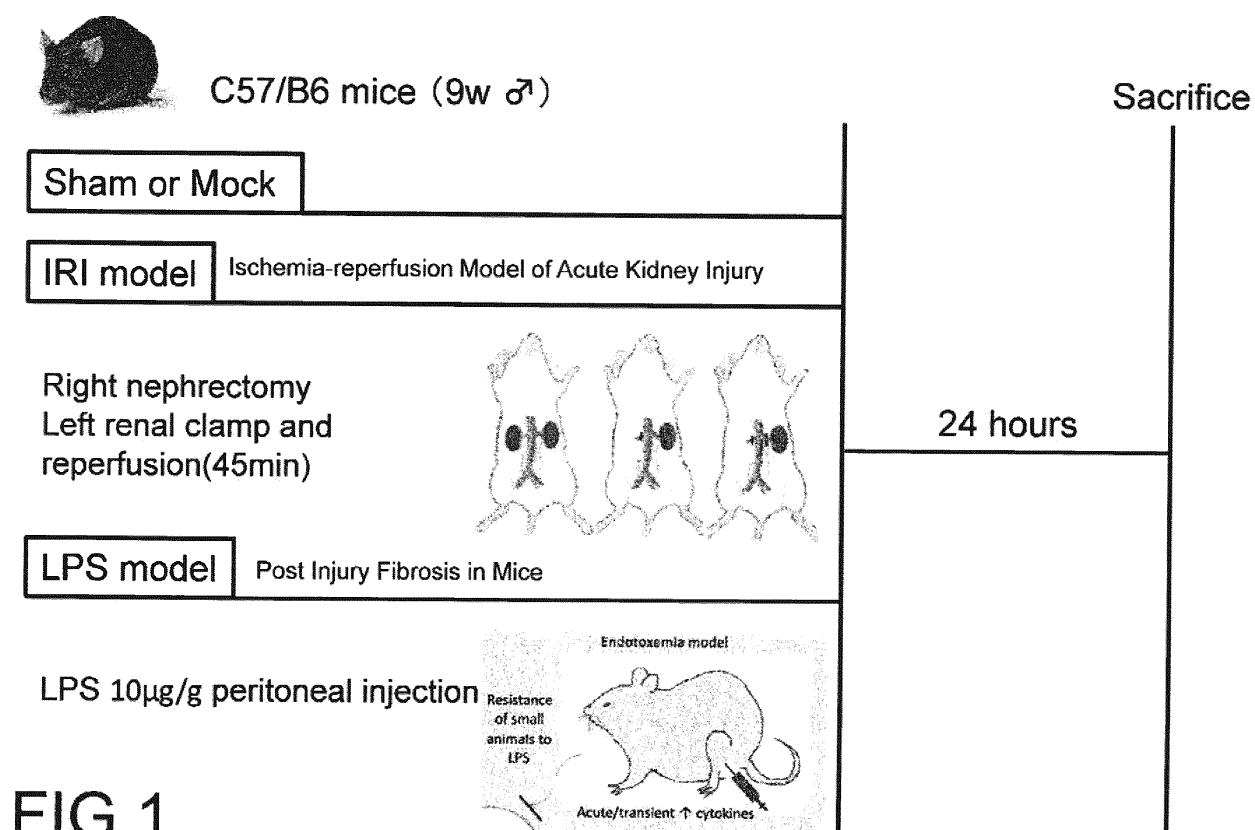 C57/B6 mice (9w ♂)
Sacrifice
Sham or Mock
IRI model
Ischemia-reperfusion Model of Acute Kidney Injury
Right nephrectomy
Left renal clamp and
reperfusion(45min)
24 hours
LPS model
Post Injury Fibrosis in Mice
LPS 10μg/g peritoneal injection
Endotoxemia model
Resistance
of small
animals to
LPS
Acute/transient ↑ cytokines
FIG 1